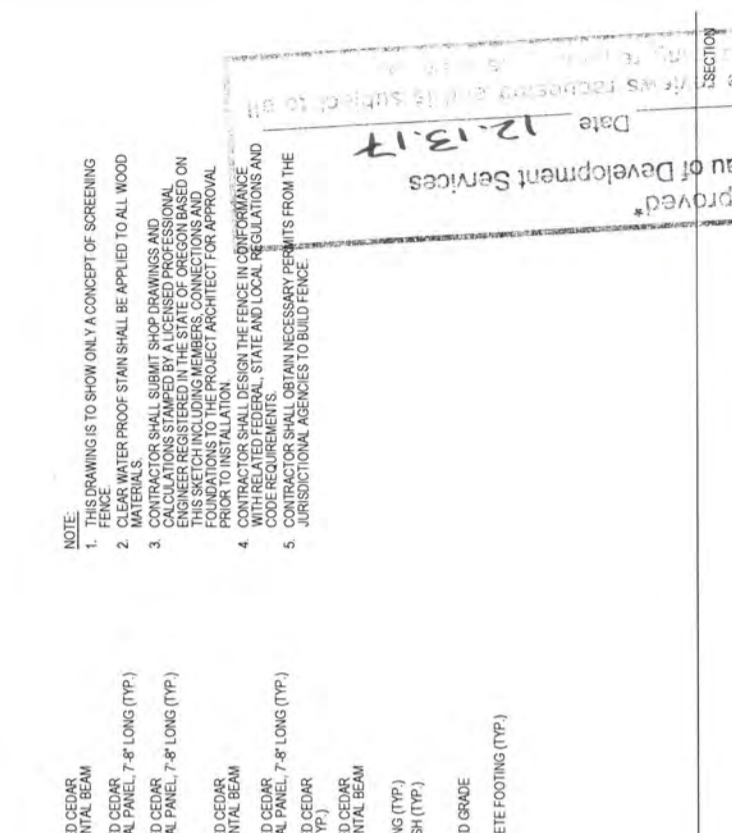 NOTE:
1. THIS DRAWING IS TO SHOW ONLY A CONCEPT OF SCREENING
FENCE.
2. CLEAR WATER PROOF STAIN SHALL BE APPLIED TO ALL WOOD
MATERIALS.
3. CONTRACTOR SHALL SUBMIT SHOP DRAWINGS AND
CALCULATIONS STAMPED BY A LICENSED PROFESSIONAL
ENGINEER REGISTERED IN THE STATE OF OREGON BASED ON
THIS SKETCH INCLUDING MEMBERS, CONNECTIONS AND
FOUNDATIONS TO THE PROJECT ARCHITECT FOR APPROVAL
PRIOR TO INSTALLATION.
4. CONTRACTOR SHALL DESIGN THE FENCE IN CONFORMANCE
WITH RELATED FEDERAL, STATE AND LOCAL REGULATIONS AND
CODE REQUIREMENTS.
5. CONTRACTOR SHALL OBTAIN NECESSARY PERMITS FROM THE
JURISDICTIONAL AGENCIES TO BUILD FENCE.
D CEDAR
NTAL BEAM
D CEDAR
AL PANEL, 7'-8" LONG (TYP.)
D CEDAR
AL PANEL, 7'-8" LONG (TYP.)
D CEDAR
NTAL BEAM
D CEDAR
AL PANEL, 7'-8" LONG (TYP.)
D CEDAR
YP.)
D CEDAR
NTAL BEAM
NG (TYP.)
SH (TYP.)
D GRADE
ETE FOOTING (TYP.)
proved*
au of Development Services
Date 12.13.17
subject to all
SECTION